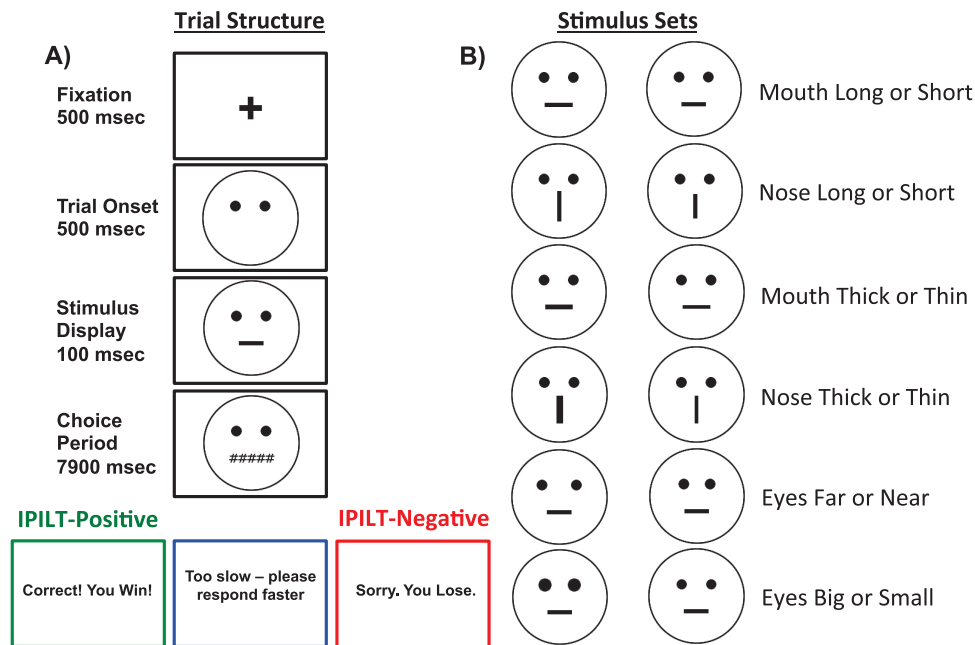 Trial Structure
A)
Fixation
500 msec
+
Trial Onset
500 msec
Stimulus
Display
100 msec
Choice
Period
7900 msec
#####
IPILT-Positive
IPILT-Negative
Correct! You Win!
Too slow – please
respond faster
Sorry. You Lose.
Stimulus Sets
B)
Mouth Long or Short
Nose Long or Short
Mouth Thick or Thin
Nose Thick or Thin
Eyes Far or Near
Eyes Big or Small